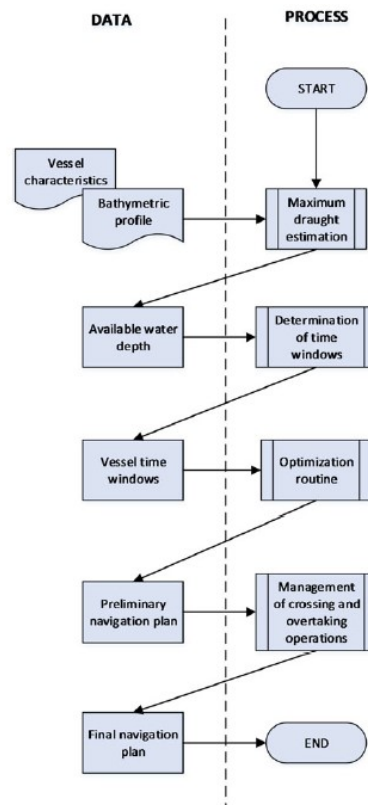 DATA
PROCESS
START
Vessel
characteristics
Bathymetric
profile
Maximum
draught
estimation
Available water
depth
Determination
of time
windows
Vessel time
windows
Optimization
routine
Preliminary
navigation plan
Management
of crossing and
overtaking
operations
Final navigation
plan
END